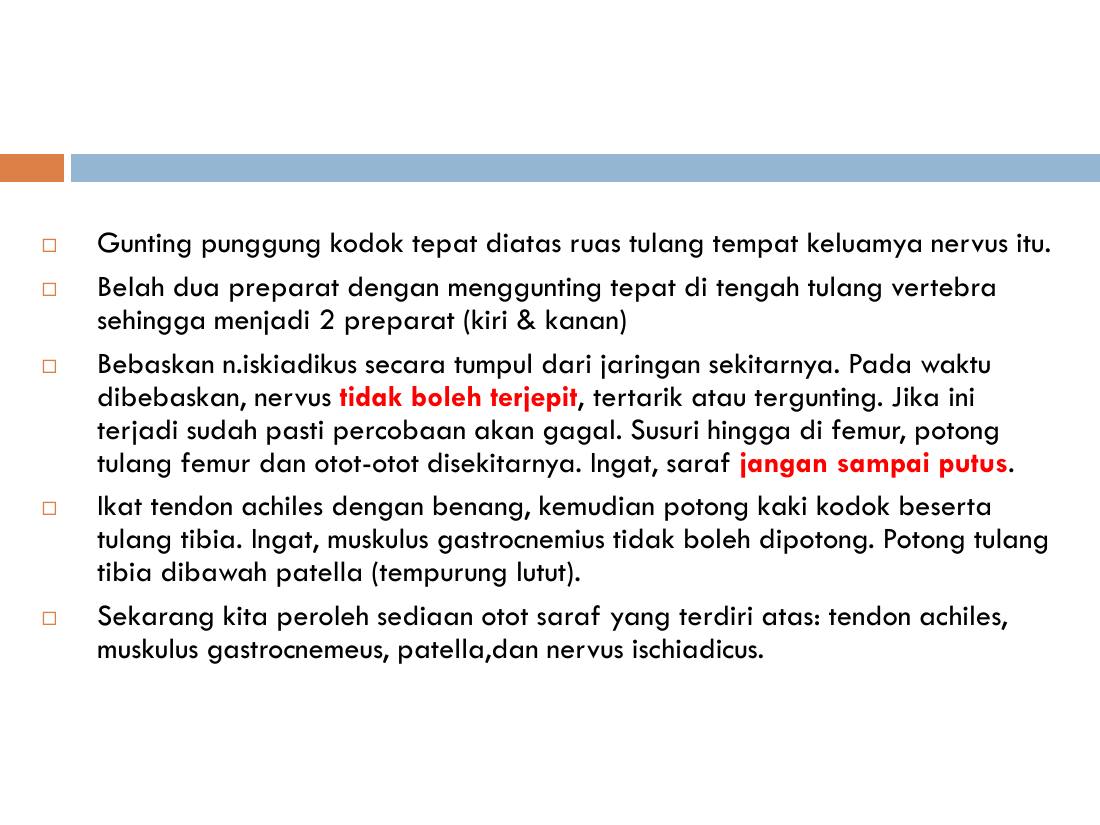 Gunting punggung kodok tepat diatas ruas tulang tempat keluamya nervus itu.
Belah dua preparat dengan menggunting tepat di tengah tulang vertebra
sehingga menjadi 2 preparat (kiri & kanan)
Bebaskan n.iskiadikus secara tumpul dari jaringan sekitarnya. Pada waktu
dibebaskan, nervus tidak boleh terjepit, tertarik atau tergunting. Jika ini
terjadi sudah pasti percobaan akan gagal. Susuri hingga di femur, potong
tulang femur dan otot-otot disekitarnya. Ingat, saraf jangan sampai putus.
Ikat tendon achiles dengan benang, kemudian potong kaki kodok beserta
tulang tibia. Ingat, muskulus gastrocnemius tidak boleh dipotong. Potong tulang
tibia dibawah patella (tempurung lutut).
Sekarang kita peroleh sediaan otot saraf yang terdiri atas: tendon achiles,
muskulus gastrocnemeus, patella,dan nervus ischiadicus.